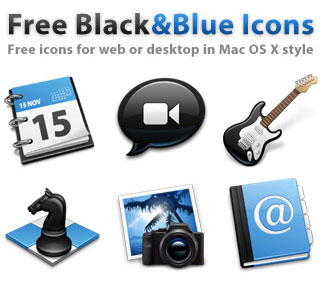 Free Black&Blue Icons
Free icons for web or desktop in Mac OS X style
15 NOV
15
@